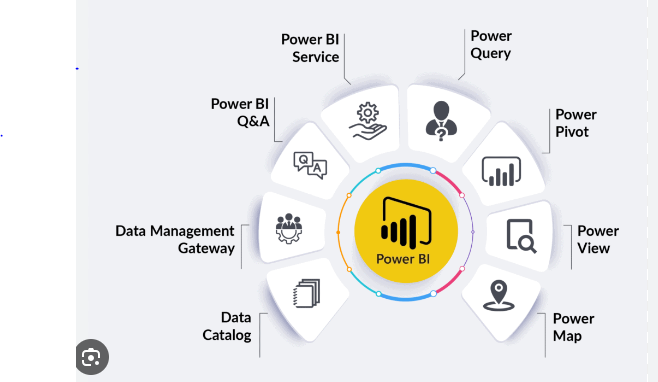 Power BI
Service
Power
Query
Power BI
Q&A
Power
Pivot
Q A
Data Management
Gateway
Power BI
Power
View
?
Data
Catalog
Power
Map
.